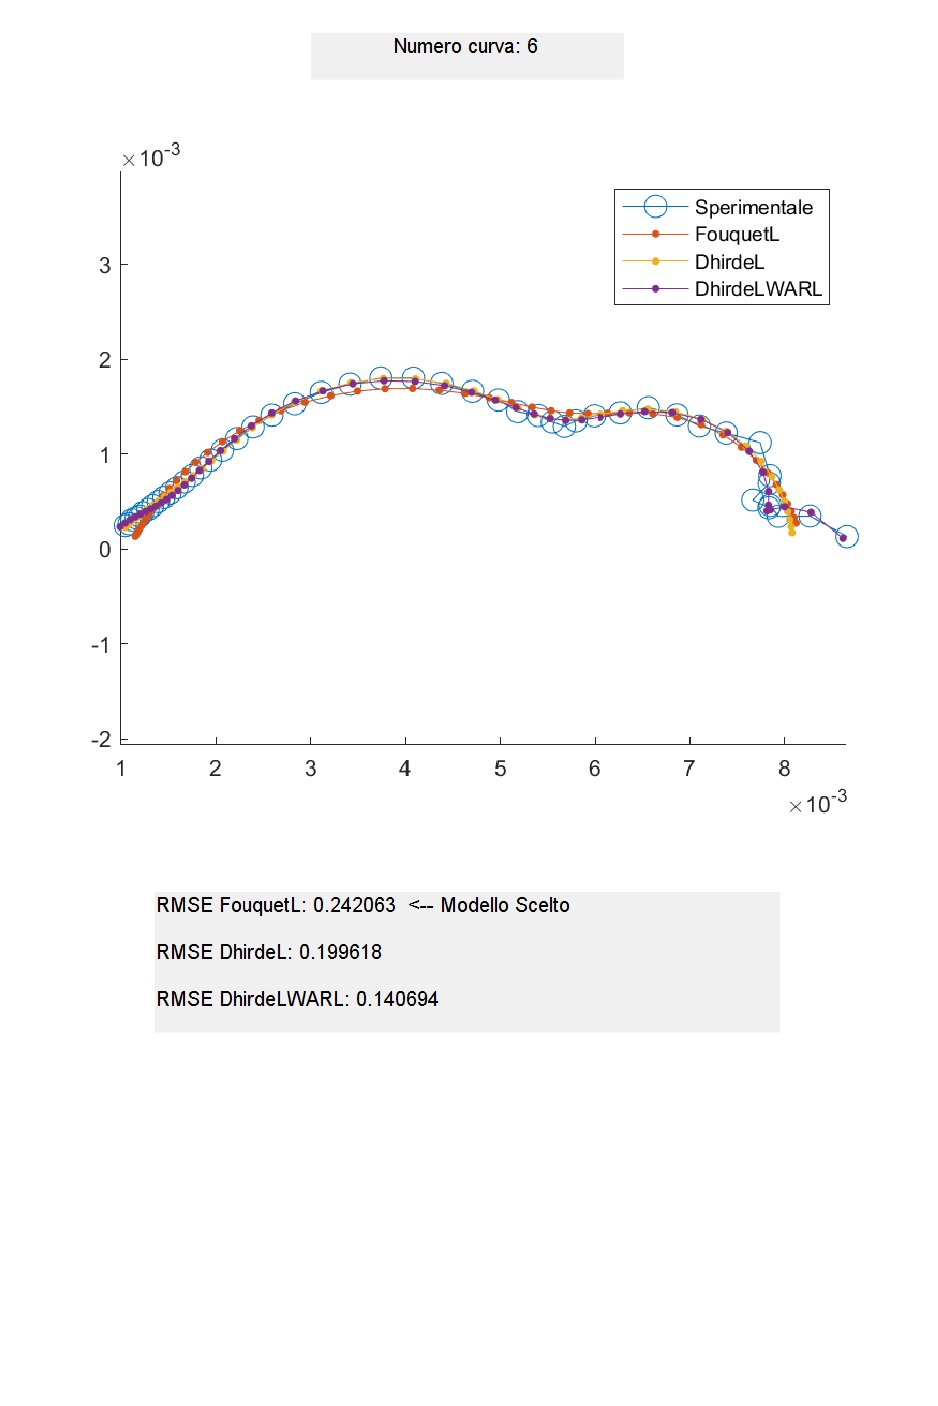 Numero curva: 6
×10-3
Sperimentale
FouquetL
DhirdeL
DhirdeLWARL
3
2
1
0
-1
-2
1 2 3 4 5 6 7 8
×10-3
RMSE FouquetL: 0.242063 <-- Modello Scelto
RMSE DhirdeL: 0.199618
RMSE DhirdeLWARL: 0.140694